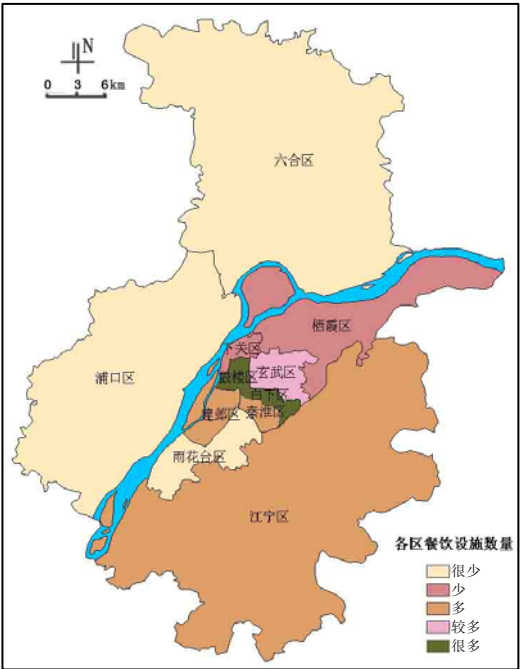 N
0 3 6km
六合区
栖霞区
下关区
浦口区
鼓楼区
玄武区
白下区
建邺区
秦淮区
雨花台区
江宁区
各区餐饮设施数量
很少
少
多
较多
很多